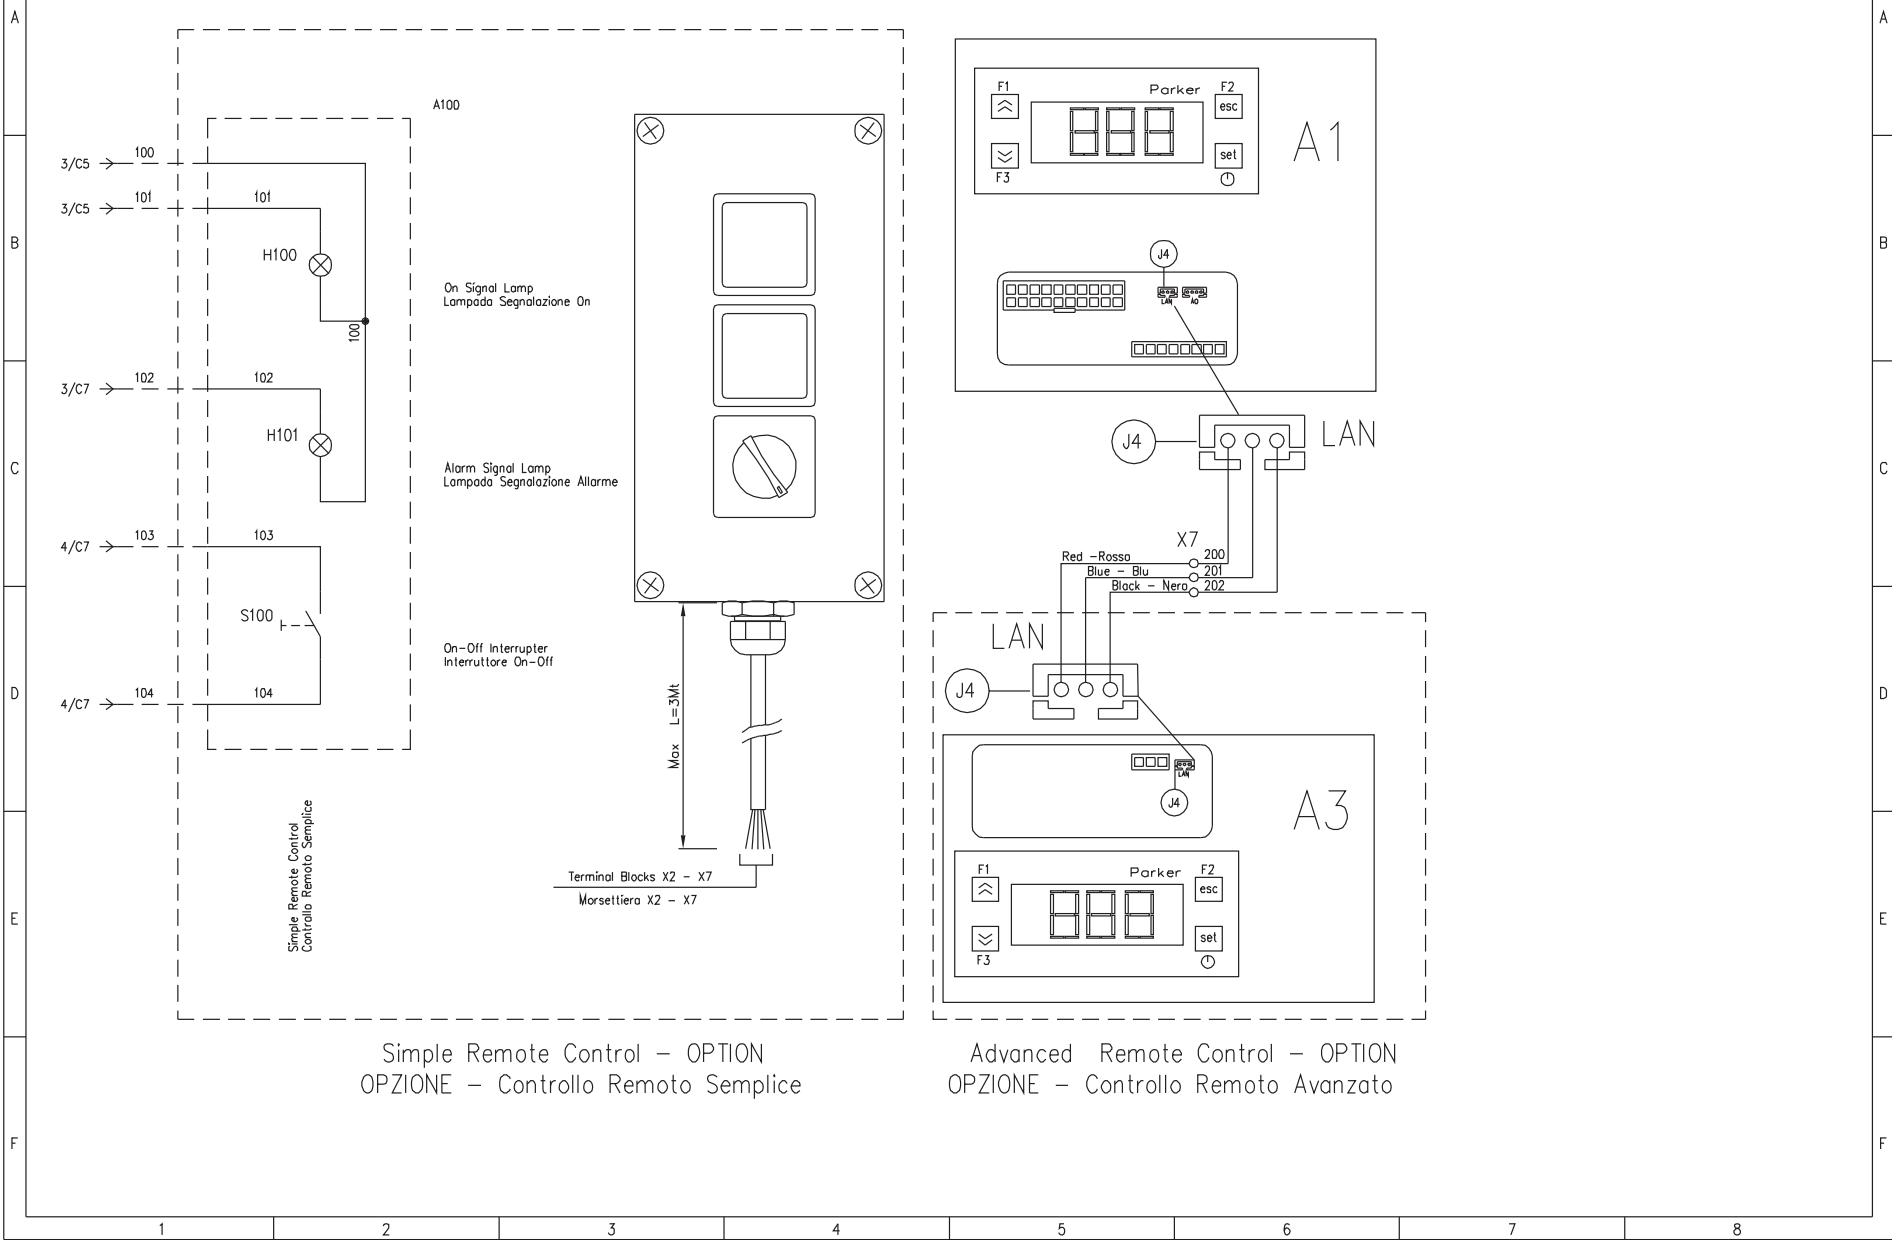 A
A
A100
F1
Parker
F2
esc
A1
set
F3
3/C5
100
3/C5
101
101
B
H100
J4
B
On Signal Lamp
Lampada Segnalazione On
LAN
AO
100
3/C7
102
102
H101
J4
LAN
C
Alarm Signal Lamp
Lampada Segnalazione Allarme
C
4/C7
103
103
X7
Red -Rosso
200
Blue - Blu
201
Black - Nero
202
S100
LAN
On-Off Interrupter
Interruttore On-Off
D
4/C7
104
104
Max L=3Mt
J4
D
LAN
J4
A3
Simple Remote Control
Controllo Remoto Semplice
Terminal Blocks X2 - X7
Morsettiera X2 - X7
F1
Parker
F2
esc
E
E
set
F3
Simple Remote Control - OPTION
OPZIONE - Controllo Remoto Semplice
Advanced Remote Control - OPTION
OPZIONE - Controllo Remoto Avanzato
F
F
1
2
3
4
5
6
7
8